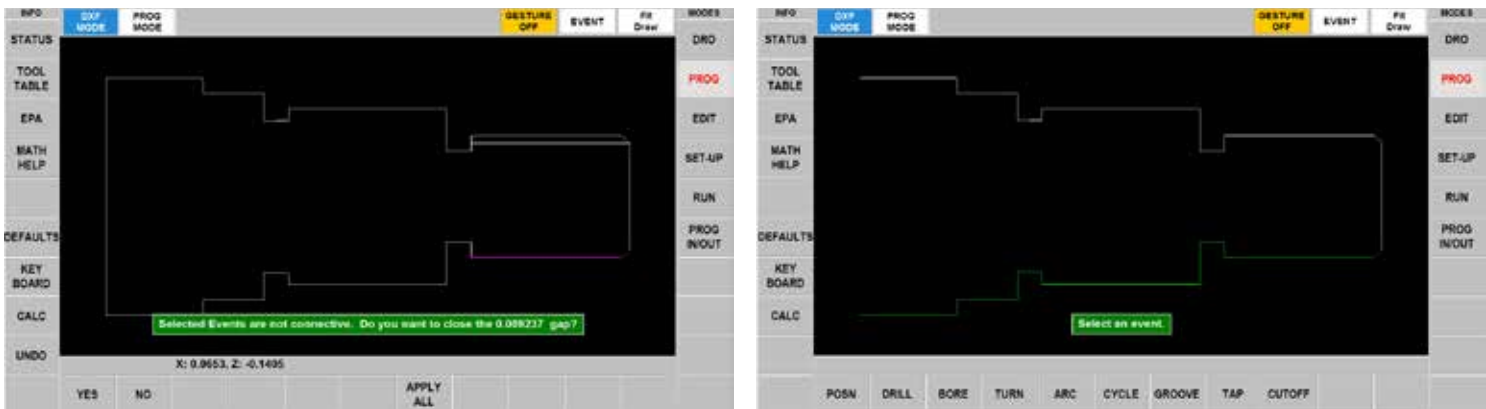 INFO
DXF
MODE
PROG
MODE
GESTURE
OFF
EVENT
Fit
Draw
MODES
STATUS
TOOL
TABLE
EPA
MATH
HELP
DEFAULTS
KEY
BOARD
CALC
UNDO
DRO
PROG
EDIT
SET-UP
RUN
PROG
IN/OUT
Selected Events are not connective. Do you want to close the 0.009237 gap?
X: 0.9653, Z: -0.1495
YES
NO
APPLY
ALL
INFO
DXF
MODE
PROG
MODE
GESTURE
OFF
EVENT
Fit
Draw
MODES
STATUS
TOOL
TABLE
EPA
MATH
HELP
DEFAULTS
KEY
BOARD
CALC
DRO
PROG
EDIT
SET-UP
RUN
PROG
IN/OUT
Select an event.
POSN
DRILL
BORE
TURN
ARC
CYCLE
GROOVE
TAP
CUTOFF